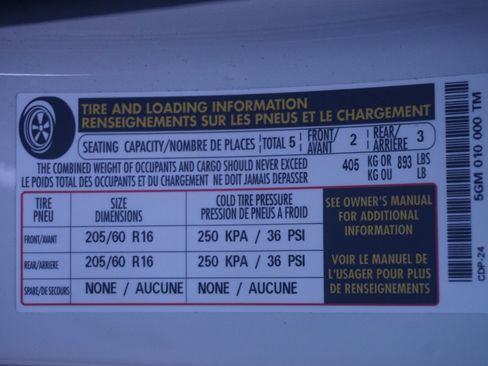 TIRE AND LOADING INFORMATION
RENSEIGNEMENTS SUR LES PNEUS ET LE CHARGEMENT
SEATING CAPACITY/NOMBRE DE PLACES TOTAL 5 FRONT/AVANT 2 REAR/ARRIÈRE 3
THE COMBINED WEIGHT OF OCCUPANTS AND CARGO SHOULD NEVER EXCEED 405 KG OR 893 LBS
LE POIDS TOTAL DES OCCUPANTS ET DU CHARGEMENT NE DOIT JAMAIS DEPASSER KG OU LB
TIRE SIZE COLD TIRE PRESSURE
PNEU DIMENSIONS PRESSION DE PNEUS A FROID
FRONT/AVANT 205/60 R16 250 KPA / 36 PSI
REAR/ARRIERE 205/60 R16 250 KPA / 36 PSI
SPARE/DE SECOURS NONE / AUCUNE NONE / AUCUNE
SEE OWNER'S MANUAL
FOR ADDITIONAL
INFORMATION
VOIR LE MANUEL DE
L'USAGER POUR PLUS
DE RENSEIGNEMENTS
5GM 010 000 TM
CDP-24